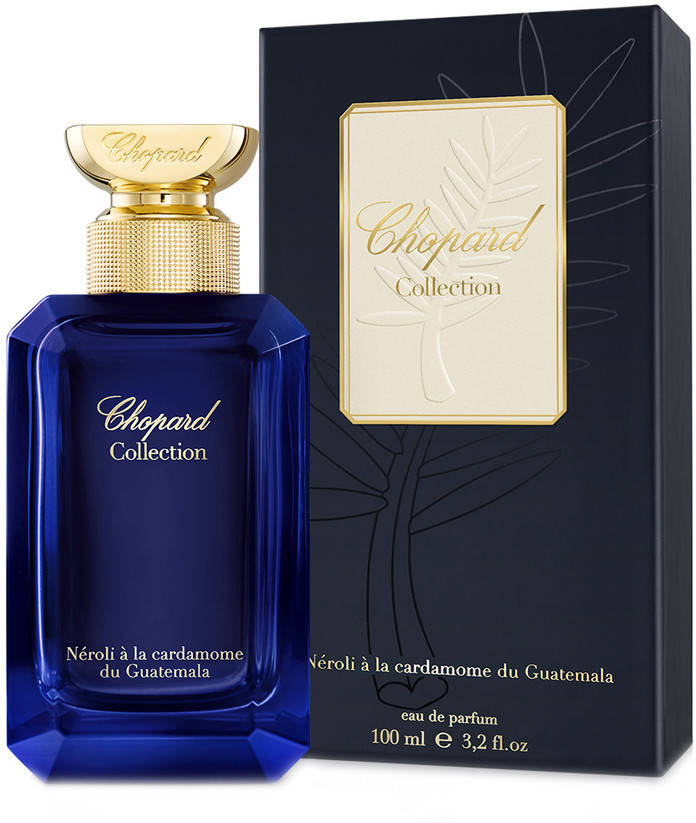 Chopard
Chopard
Collection
Néroli à la cardamome
du Guatemala
Chopard
Collection
Néroli à la cardamome du Guatemala
eau de parfum
100 ml ℮ 3,2 fl.oz